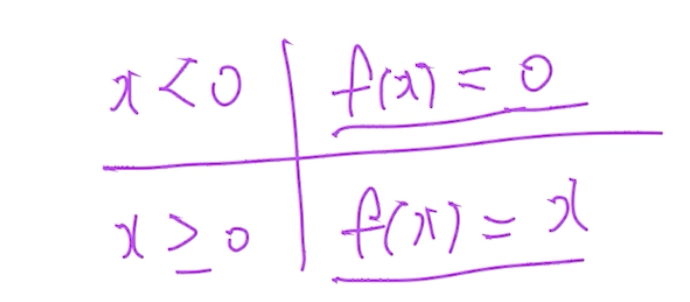 x < 0 | f(x) = 0
x ≥ 0 | f(x) = x